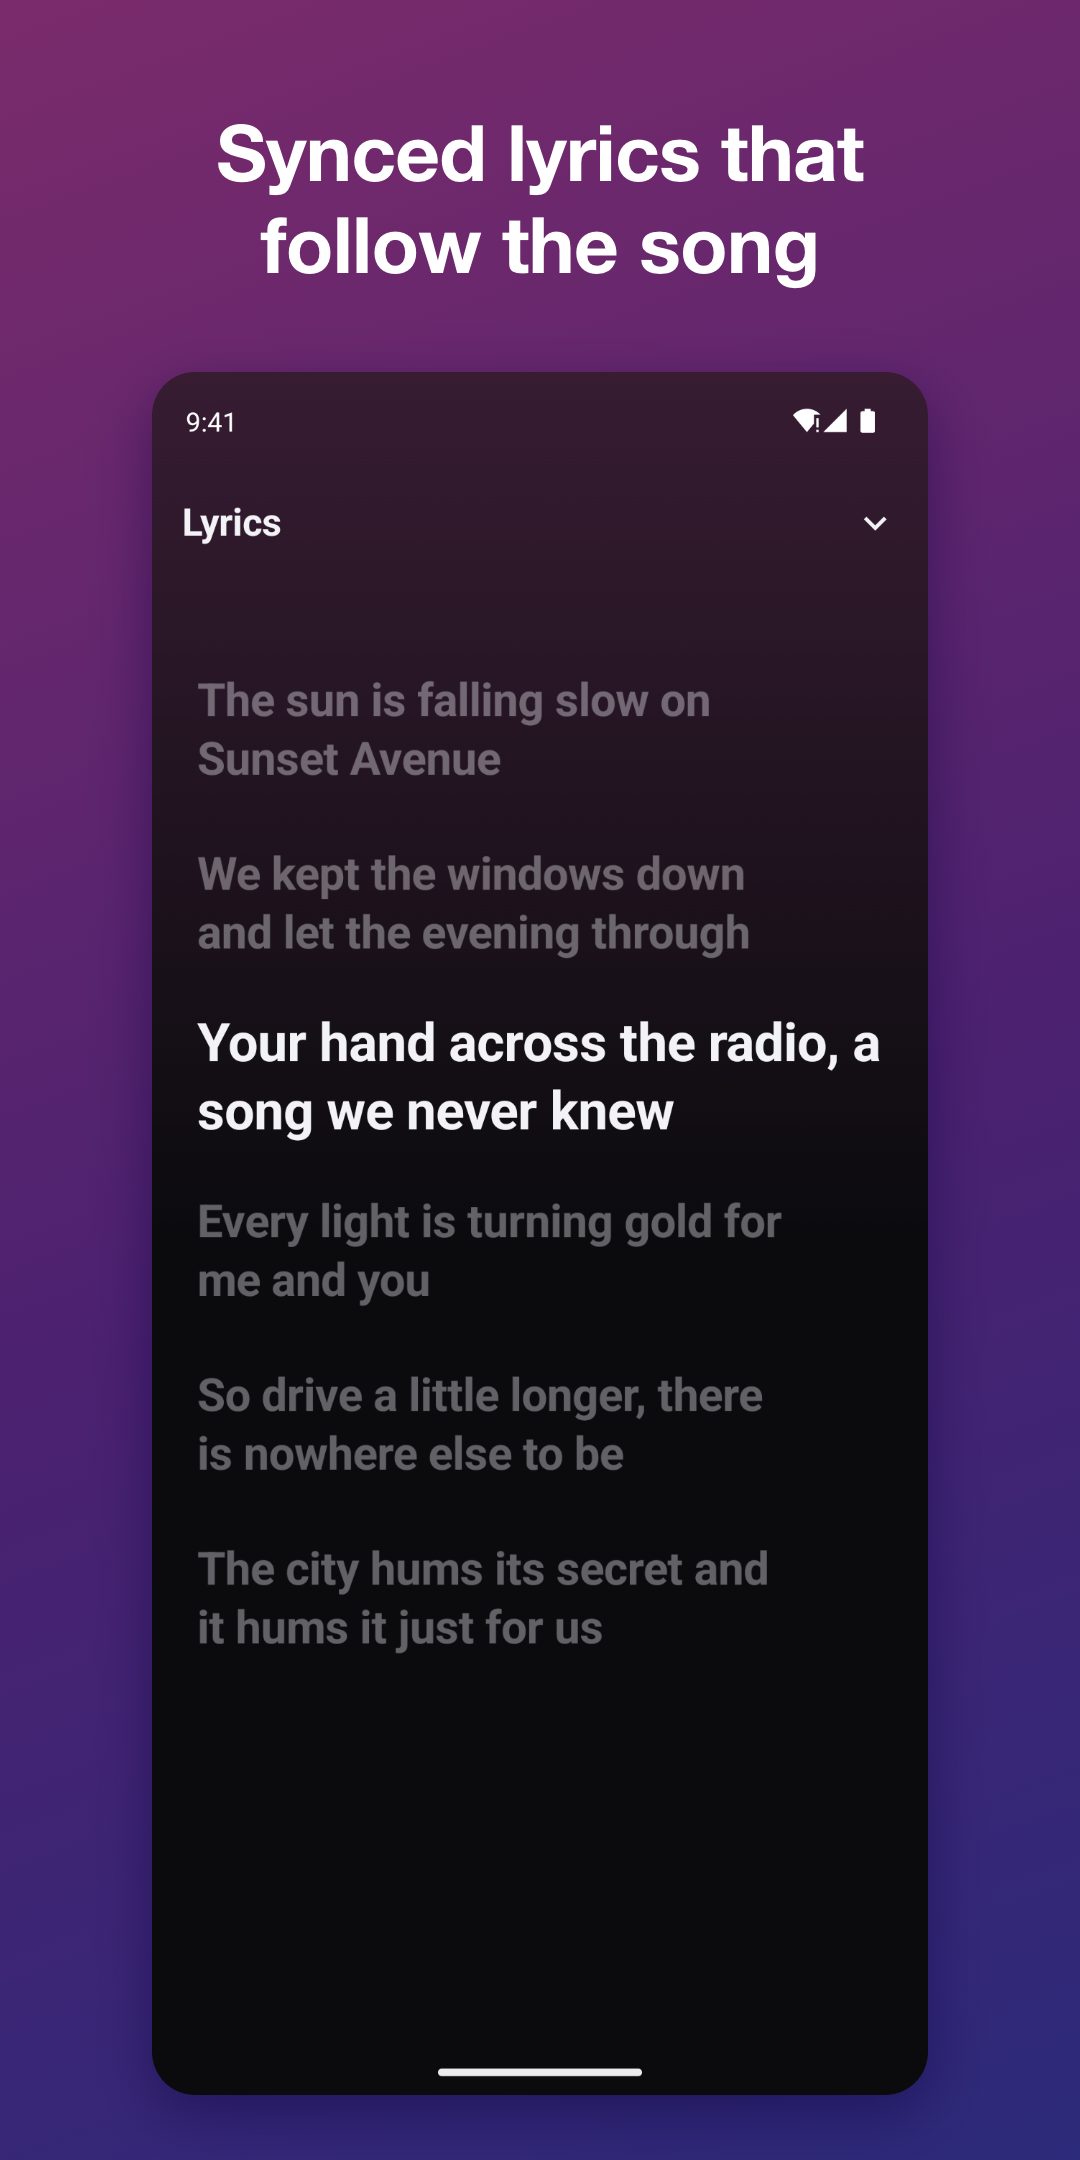 Synced lyrics that
follow the song
9:41
Lyrics
The sun is falling slow on
Sunset Avenue
We kept the windows down
and let the evening through
Your hand across the radio, a
song we never knew
Every light is turning gold for
me and you
So drive a little longer, there
is nowhere else to be
The city hums its secret and
it hums it just for us